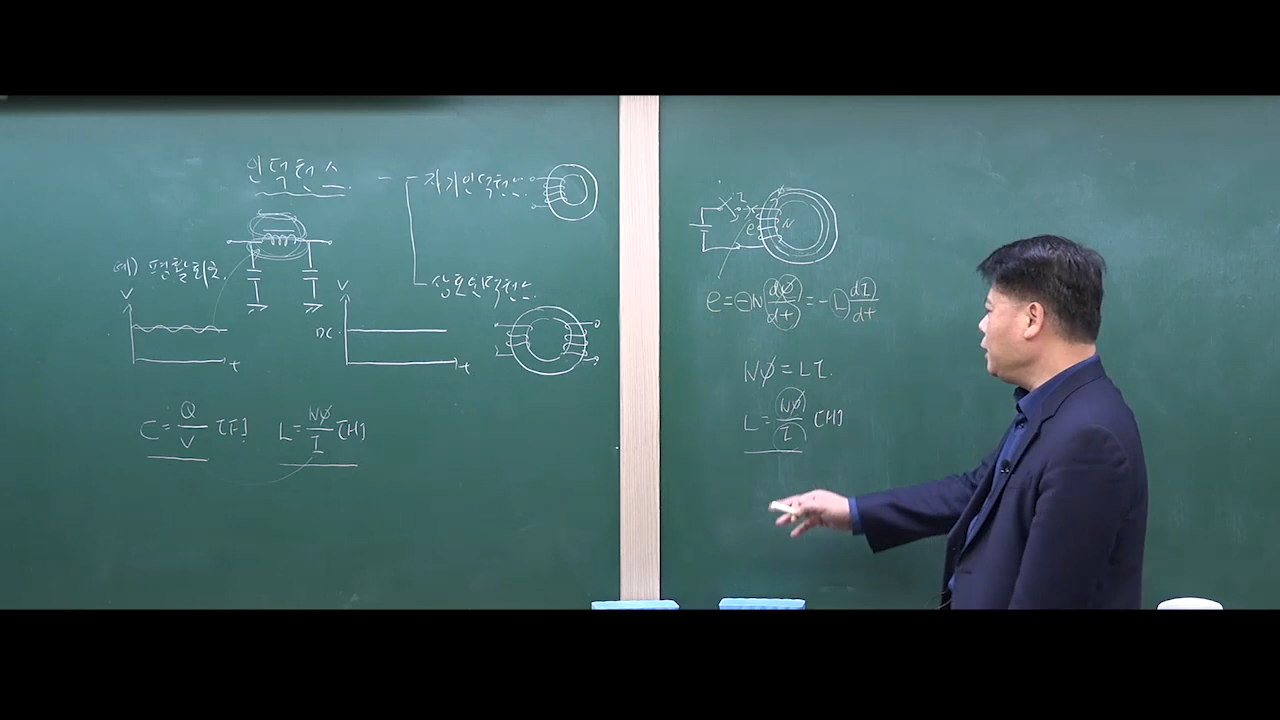 인덕턴스
자기인덕턴스
예) 평활회로.
상호인덕턴스
V
t
V
DC
t
C = Q/V [F]
L = NΦ/I [H]
I
e
N
e = -N dΦ/dt = -L dI/dt
NΦ = LI.
L = NΦ/I [H]